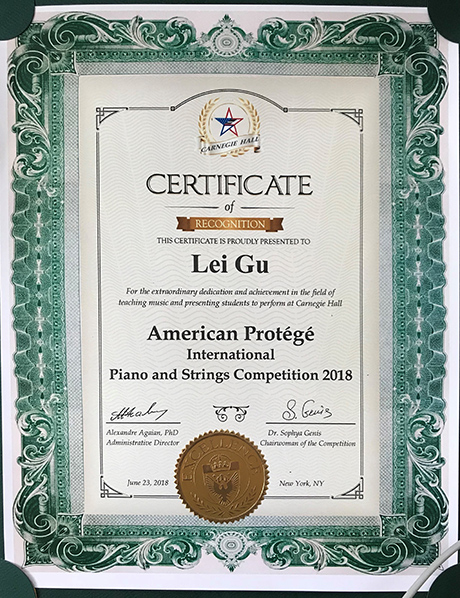 CARNEGIE HALL
CERTIFICATE
of
RECOGNITION
THIS CERTIFICATE IS PROUDLY PRESENTED TO
Lei Gu
For the extraordinary dedication and achievement in the field of
teaching music and presenting students to perform at Carnegie Hall
American Protégé
International
Piano and Strings Competition 2018
S. Genis
Alexandre Agaian, PhD
Administrative Director
Dr. Sophya Genis
Chairwoman of the Competition
EXCELLENCE
June 23, 2018
New York, NY